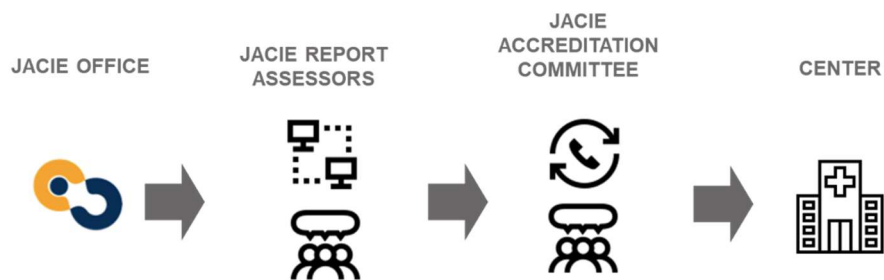 JACIE OFFICE
JACIE REPORT
ASSESSORS
JACIE
ACCREDITATION
COMMITTEE
CENTER